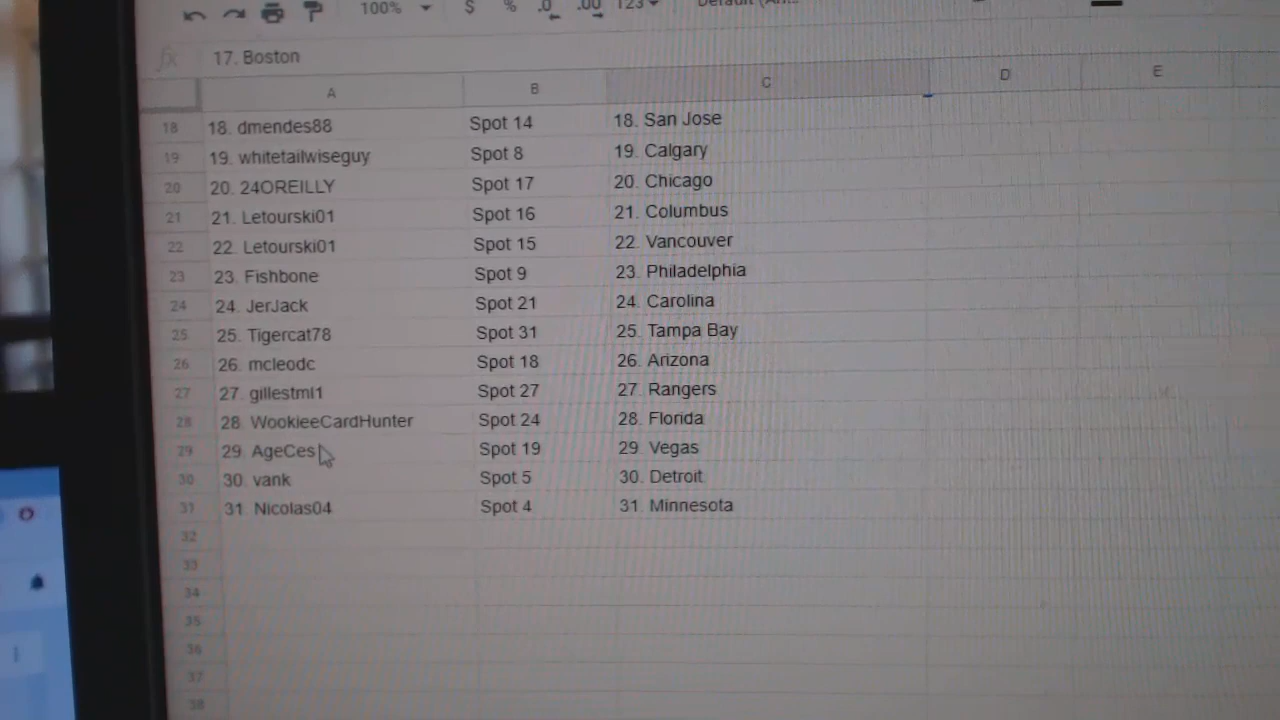 100% $ % .0 .00 123
fx 17. Boston
A B C D E
18 18. dmendes88 Spot 14 18. San Jose
19 19. whitetailwiseguy Spot 8 19. Calgary
20 20. 24OREILLY Spot 17 20. Chicago
21 21. Letourski01 Spot 16 21. Columbus
22 22. Letourski01 Spot 15 22. Vancouver
23 23. Fishbone Spot 9 23. Philadelphia
24 24. JerJack Spot 21 24. Carolina
25 25. Tigercat78 Spot 31 25. Tampa Bay
26 26. mcleodc Spot 18 26. Arizona
27 27. gillestml1 Spot 27 27. Rangers
28 28. WookieeCardHunter Spot 24 28. Florida
29 29. AgeCes Spot 19 29. Vegas
30 30. vank Spot 5 30. Detroit
31 31. Nicolas04 Spot 4 31. Minnesota
32
33
34
35
36
37
38